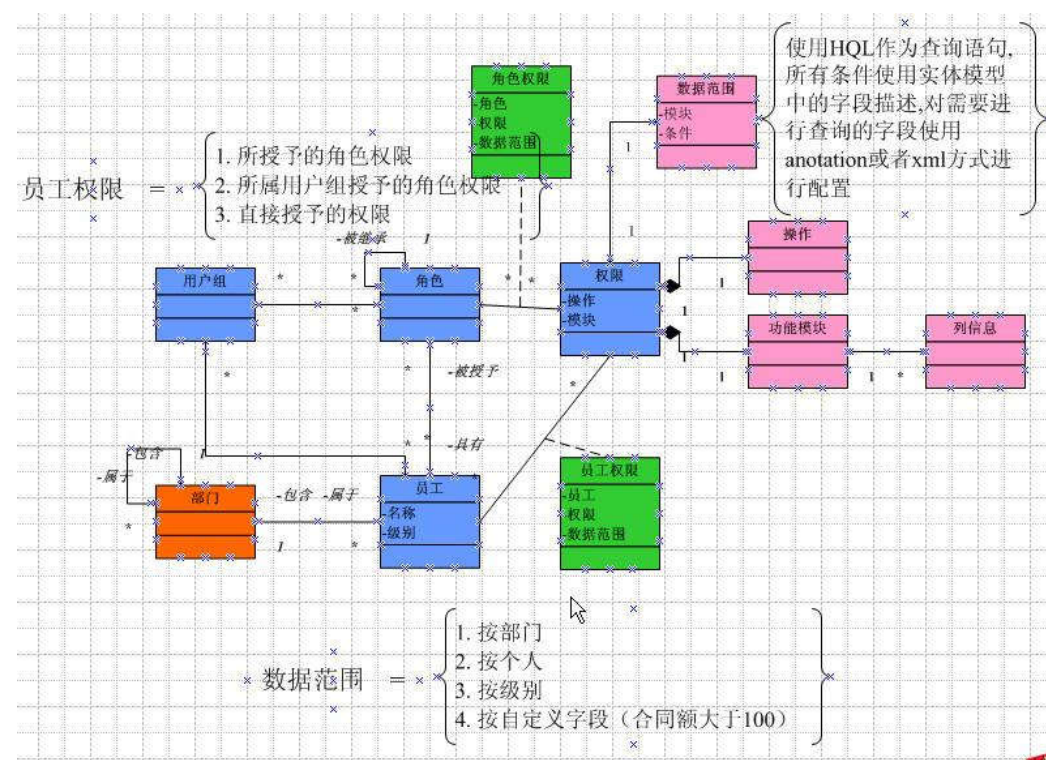 使用HQL作为查询语句,
所有条件使用实体模型
中的字段描述,对需要进
行查询的字段使用
anotation或者xml方式进
行配置
角色权限
-角色
-权限
-数据范围
数据范围
-模块
-条件
1
员工权限 =
1. 所授予的角色权限
2. 所属用户组授予的角色权限
3. 直接授予的权限
1
-被继承
1
操作
用户组
*
*
角色
*
*
权限
-操作
-模块
1
1
*
功能模块
列信息
1
1
1
*
*
-被授予
*
*
*
*
-具有
-包含
1
-属于
部门
*
-包含 -属于
1
*
员工
-名称
-级别
*
员工权限
-员工
-权限
-数据范围
数据范围 =
1. 按部门
2. 按个人
3. 按级别
4. 按自定义字段（合同额大于100）